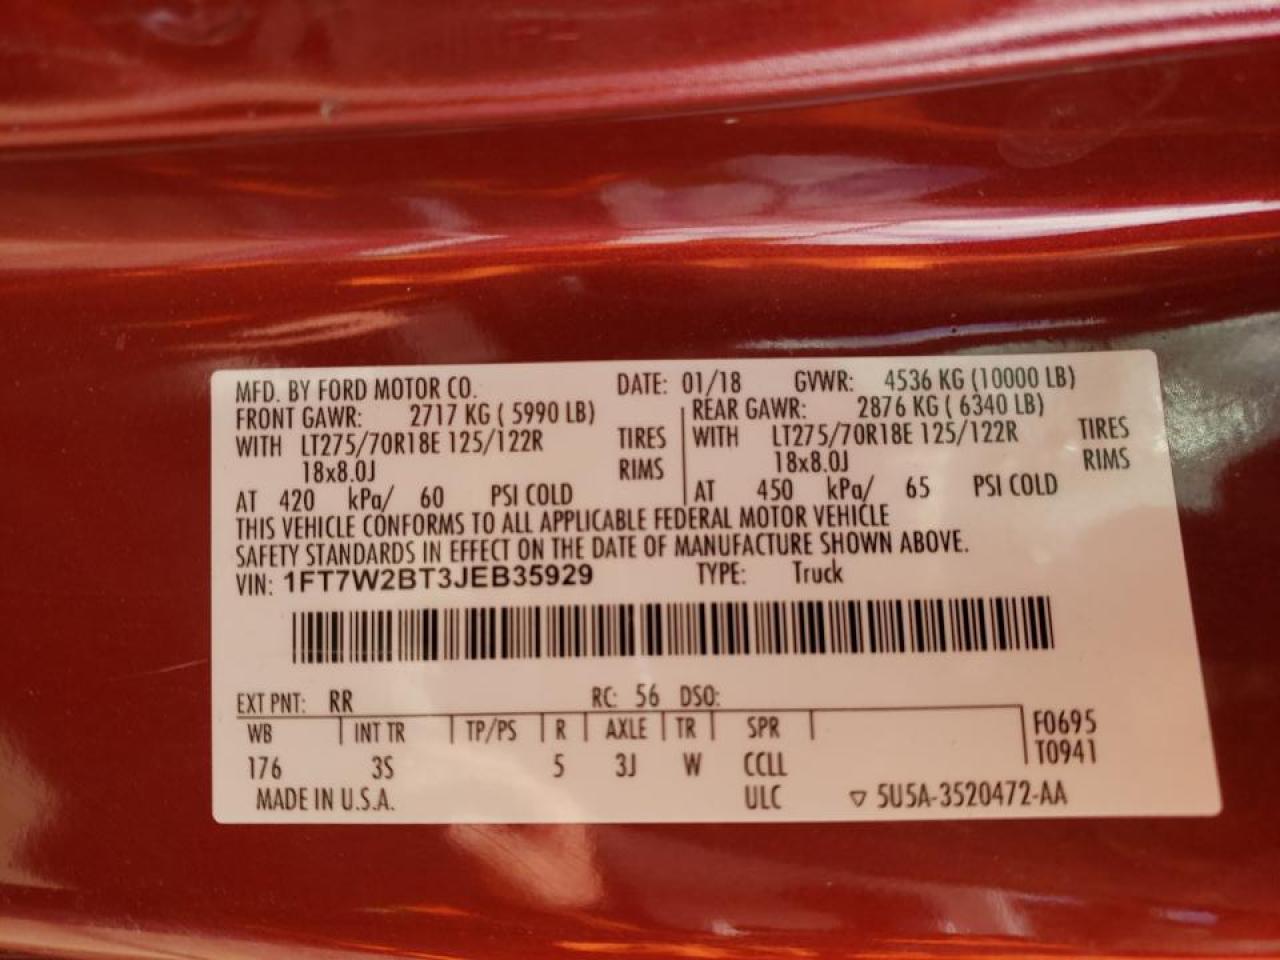 MFD. BY FORD MOTOR CO. DATE: 01/18 GVWR: 4536 KG (10000 LB)
FRONT GAWR: 2717 KG ( 5990 LB) REAR GAWR: 2876 KG ( 6340 LB)
WITH LT275/70R18E 125/122R TIRES WITH LT275/70R18E 125/122R TIRES
18x8.0J RIMS 18x8.0J RIMS
AT 420 kPa/ 60 PSI COLD AT 450 kPa/ 65 PSI COLD
THIS VEHICLE CONFORMS TO ALL APPLICABLE FEDERAL MOTOR VEHICLE
SAFETY STANDARDS IN EFFECT ON THE DATE OF MANUFACTURE SHOWN ABOVE.
VIN: 1FT7W2BT3JEB35929 TYPE: Truck
EXT PNT: RR RC: 56 DSO:
WB INT TR TP/PS R AXLE TR SPR F0695
176 3S 5 3J W CCLL T0941
MADE IN U.S.A. ULC ▽ 5U5A-3520472-AA